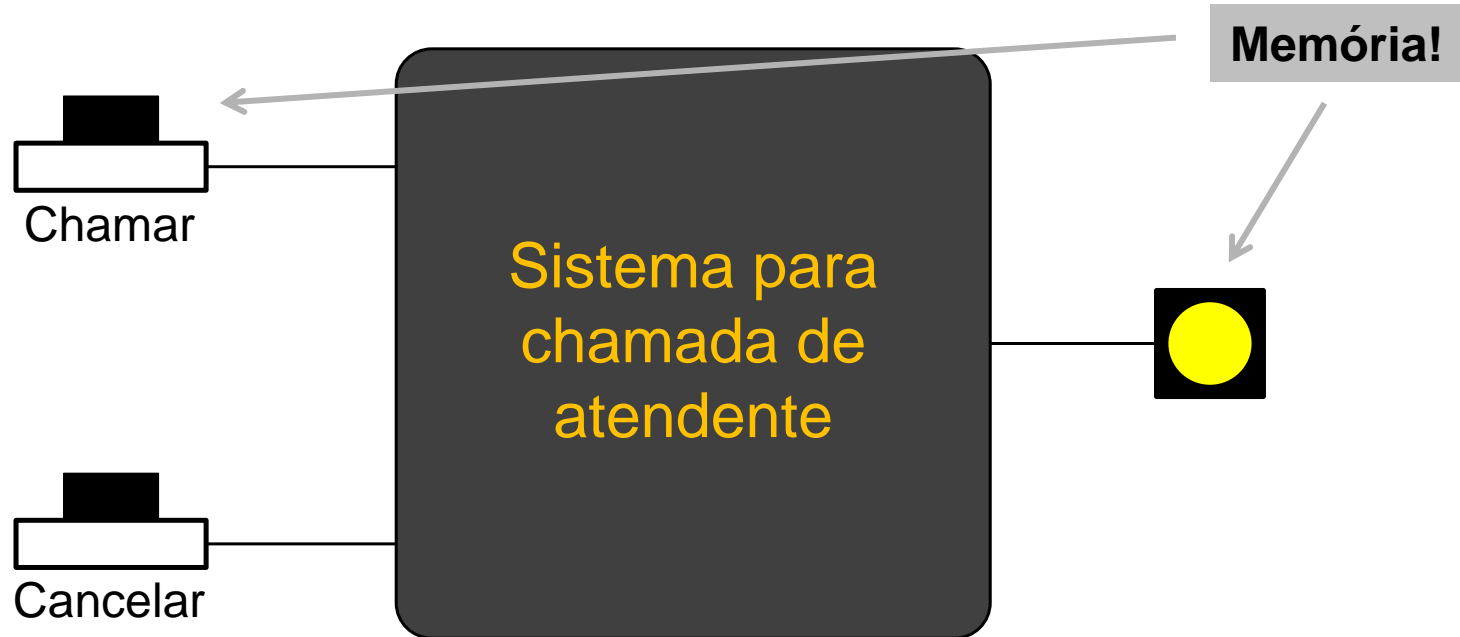 Memória!
Chamar
Sistema para
chamada de
atendente
Cancelar